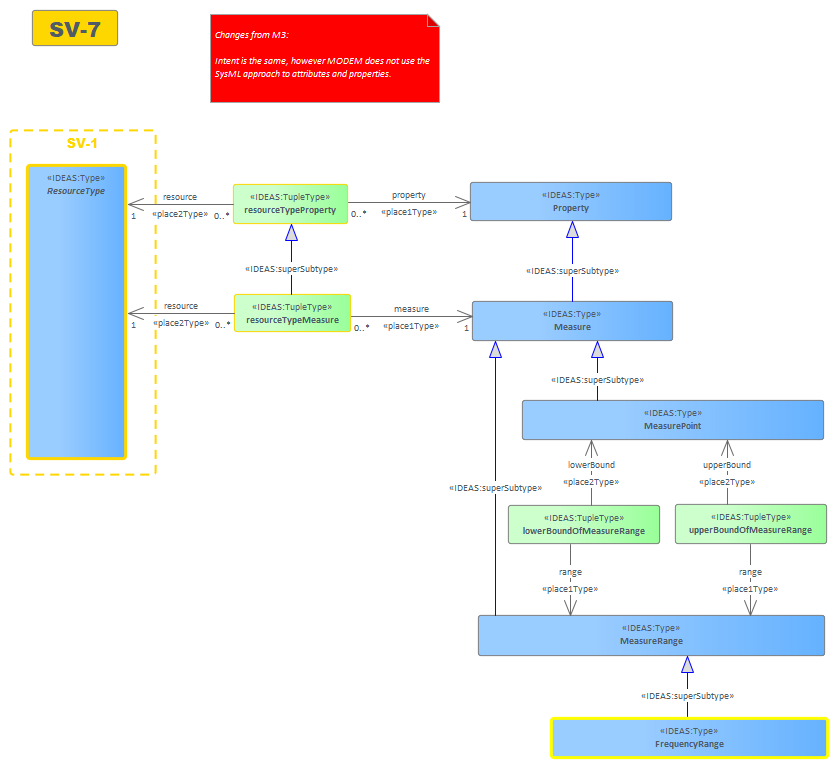 SV-7
Changes from M3:
Intent is the same, however MODEM does not use the
SysML approach to attributes and properties.
SV-1
«IDEAS:Type»
ResourceType
resource
1
«place2Type»
0..*
«IDEAS:TupleType»
resourceTypeProperty
property
0..*
«place1Type»
1
«IDEAS:Type»
Property
«IDEAS:superSubtype»
«IDEAS:superSubtype»
resource
1
«place2Type»
0..*
«IDEAS:TupleType»
resourceTypeMeasure
measure
0..*
«place1Type»
1
«IDEAS:Type»
Measure
«IDEAS:superSubtype»
«IDEAS:Type»
MeasurePoint
lowerBound
«place2Type»
upperBound
«place2Type»
«IDEAS:superSubtype»
«IDEAS:TupleType»
lowerBoundOfMeasureRange
«IDEAS:TupleType»
upperBoundOfMeasureRange
range
«place1Type»
range
«place1Type»
«IDEAS:Type»
MeasureRange
«IDEAS:superSubtype»
«IDEAS:Type»
FrequencyRange